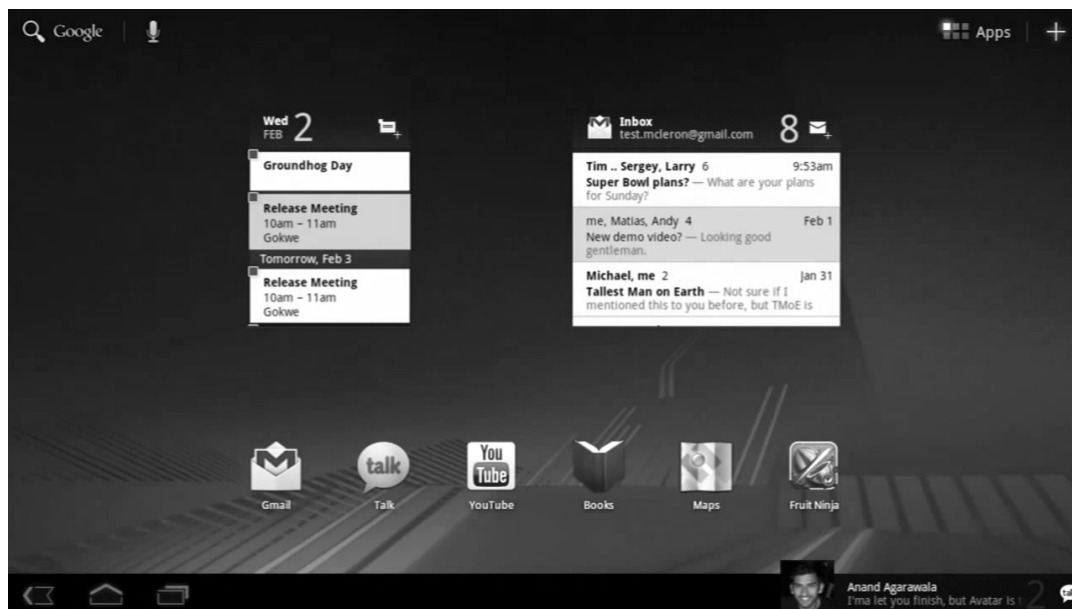 Google
Apps
Wed
FEB 2
Groundhog Day
Release Meeting
10am – 11am
Gokwe
Tomorrow, Feb 3
Release Meeting
10am – 11am
Gokwe
Inbox
test.mcleron@gmail.com
8
Tim .. Sergey, Larry 6 9:53am
Super Bowl plans? — What are your plans
for Sunday?
me, Matias, Andy 4 Feb 1
New demo video? — Looking good
gentleman.
Michael, me 2 Jan 31
Tallest Man on Earth — Not sure if I
mentioned this to you before, but TMoE is
You
Tube
talk
Gmail
Talk
YouTube
Books
Maps
Fruit Ninja
Anand Agarawala
I'ma let you finish, but Avatar is
2